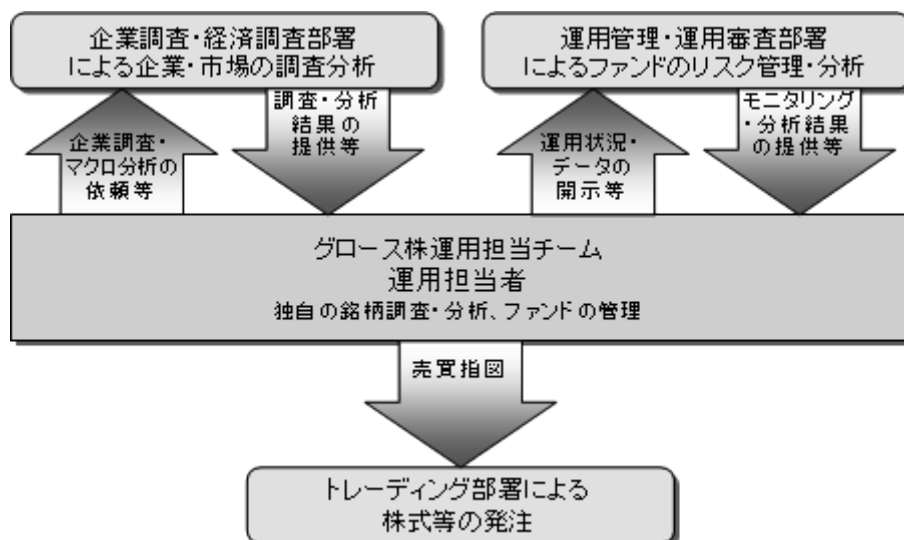 企業調査・経済調査部署
による企業・市場の調査分析
運用管理・運用審査部署
によるファンドのリスク管理・分析
企業調査・
マクロ分析の
依頼等
調査・分析
結果の
提供等
運用状況・
データの
開示等
モニタリング
・分析結果
の提供等
グロース株運用担当チーム
運用担当者
独自の銘柄調査・分析、ファンドの管理
売買指図
トレーディング部署による
株式等の発注